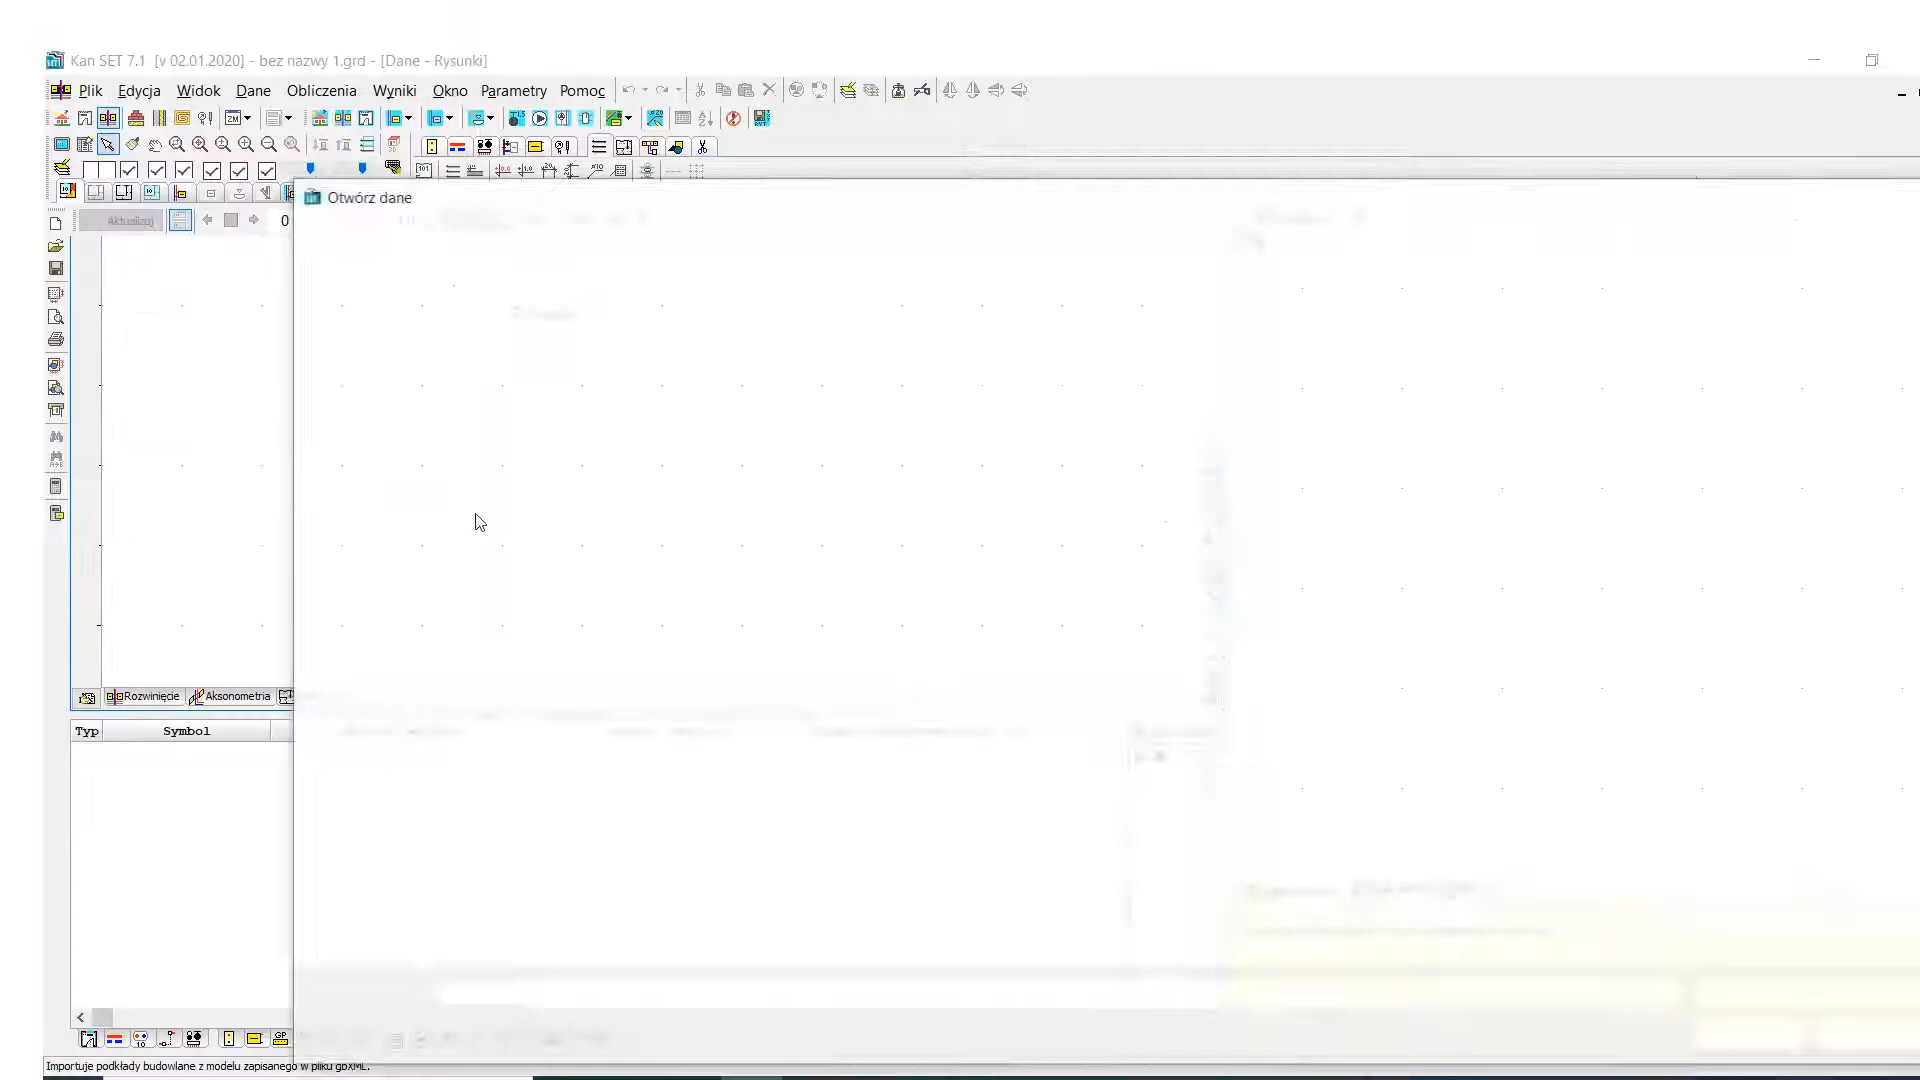 Kan SET 7.1 [v 02.01.2020] - bez nazwy 1.grd - [Dane - Rysunki]
Plik Edycja Widok Dane Obliczenia Wyniki Okno Parametry Pomoc
ZM
Otwórz dane
Aktualizuj 0
Rozwinięcie Aksonometria
Typ Symbol
Importuje podkłady budowlane z modelu zapisanego w pliku gbXML.